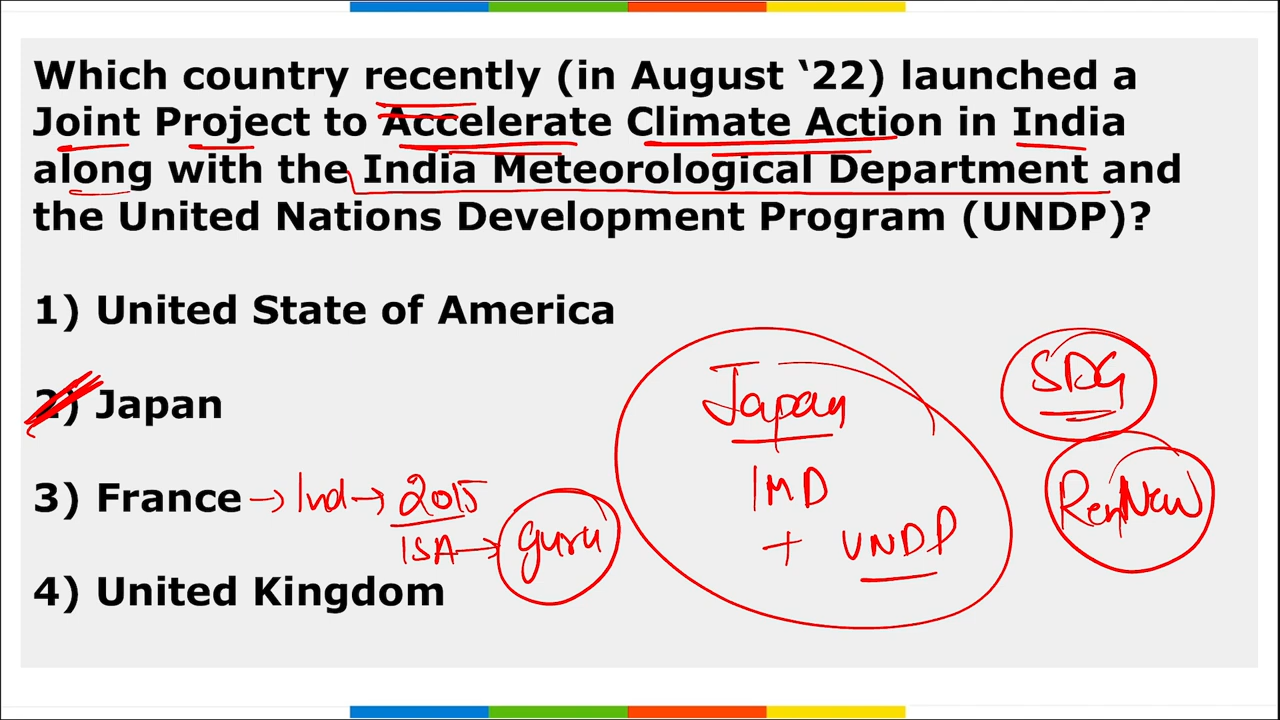 Which country recently (in August ‘22) launched a
Joint Project to Accelerate Climate Action in India
along with the India Meteorological Department and
the United Nations Development Program (UNDP)?
1) United State of America
2) Japan
3) France → Ind → 2015
ISA → guru
4) United Kingdom
Japan
IMD
+ UNDP
SDG
RenNew